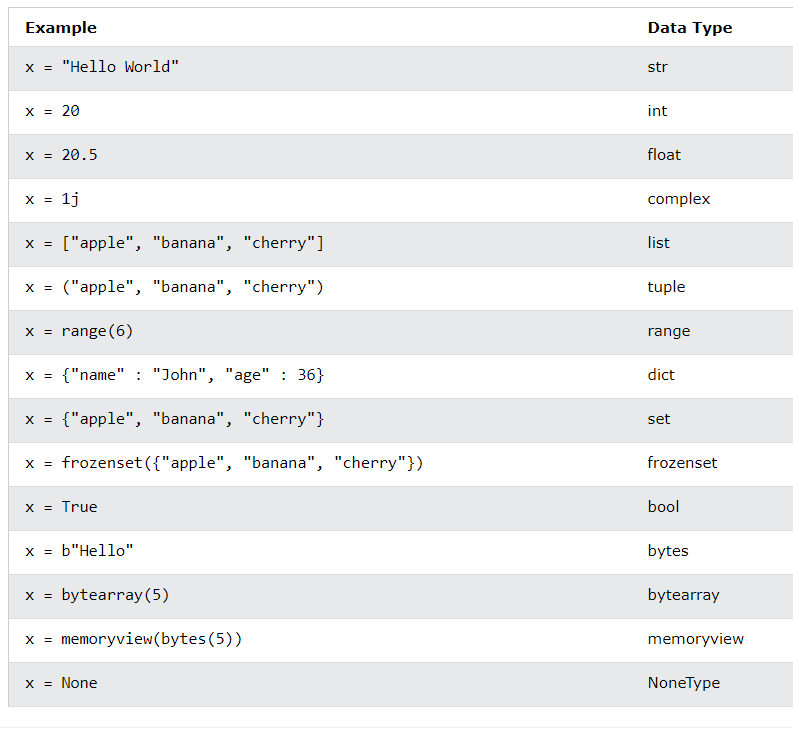 Example Data Type
x = "Hello World" str
x = 20 int
x = 20.5 float
x = 1j complex
x = ["apple", "banana", "cherry"] list
x = ("apple", "banana", "cherry") tuple
x = range(6) range
x = {"name" : "John", "age" : 36} dict
x = {"apple", "banana", "cherry"} set
x = frozenset({"apple", "banana", "cherry"}) frozenset
x = True bool
x = b"Hello" bytes
x = bytearray(5) bytearray
x = memoryview(bytes(5)) memoryview
x = None NoneType